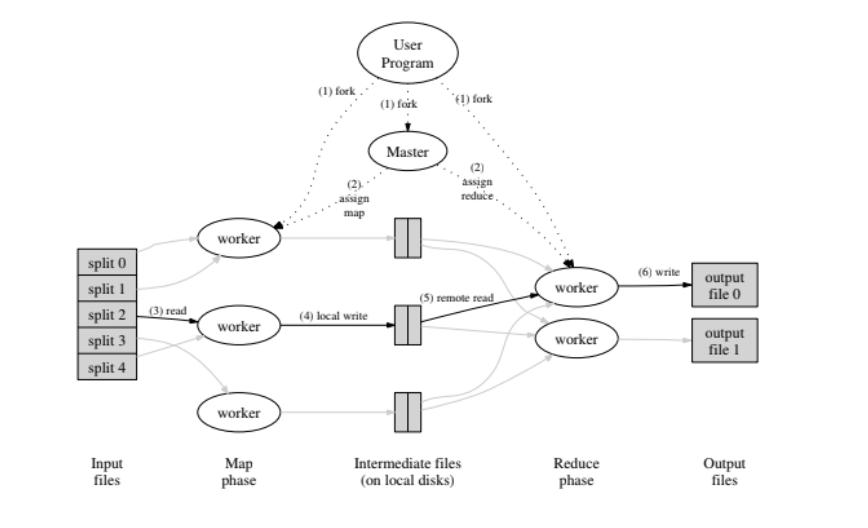 User
Program
(1) fork
(1) fork
(1) fork
Master
(2)
assign
map
(2)
assign
reduce
worker
split 0
split 1
split 2
split 3
split 4
(3) read
worker
(4) local write
(5) remote read
worker
worker
worker
(6) write
output
file 0
output
file 1
Input
files
Map
phase
Intermediate files
(on local disks)
Reduce
phase
Output
files